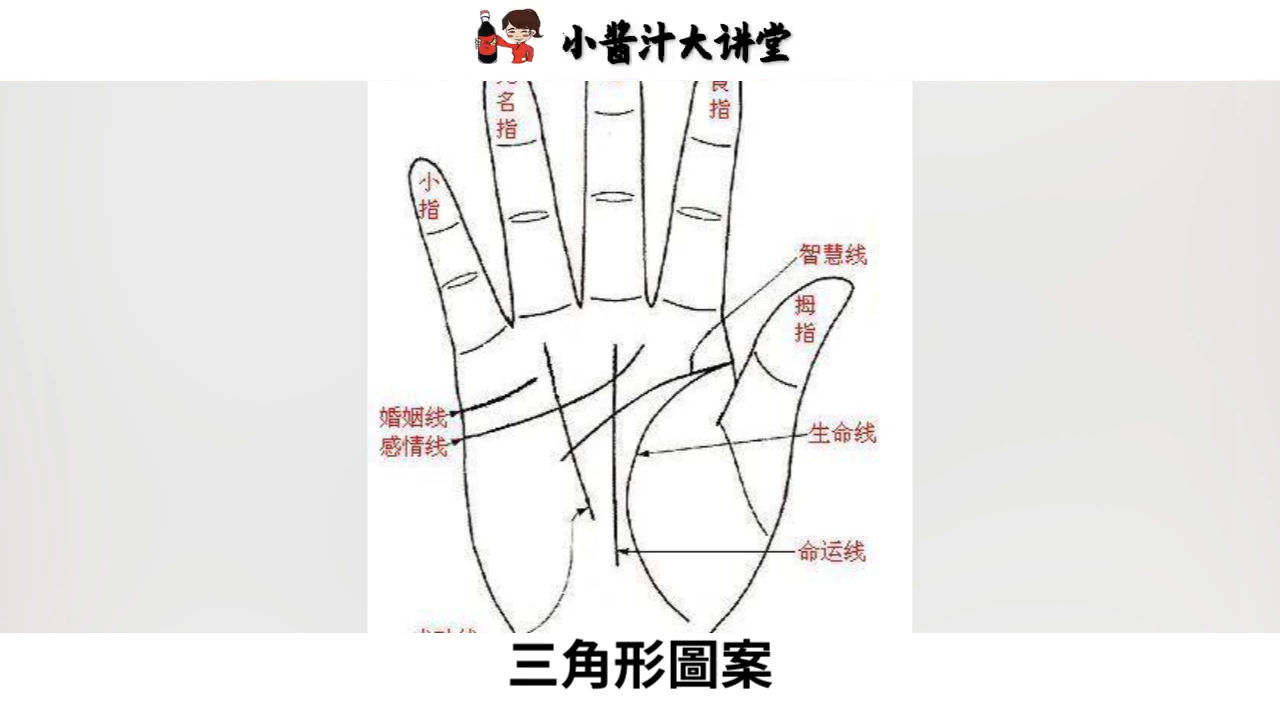 小酱汁大讲堂
名指
指
小指
智慧线
拇指
婚姻线
感情线
生命线
命运线
三角形圖案